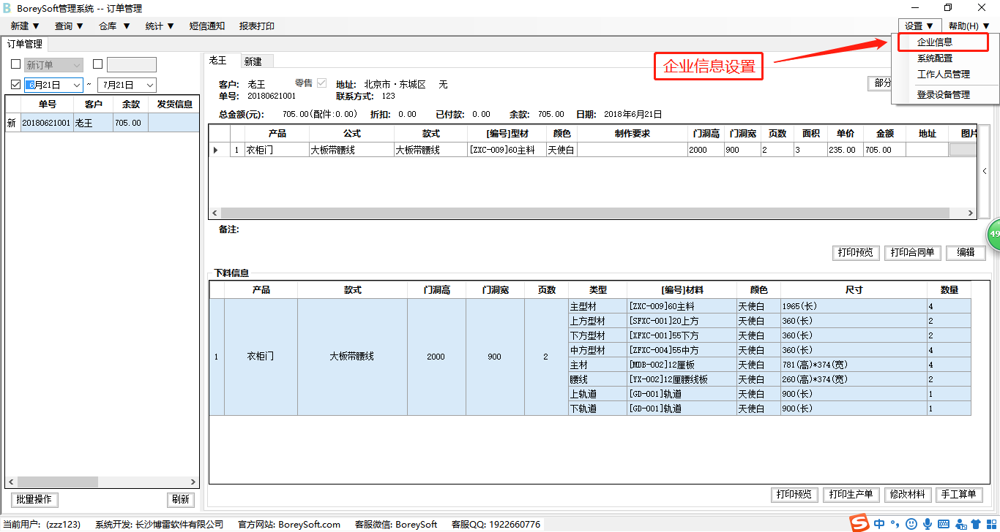 BoreySoft管理系统 -- 订单管理
新建 ▼ 查询 ▼ 仓库 ▼ 统计 ▼ 短信通知 报表打印 设置 ▼ 帮助(H) ▼
企业信息
系统配置
工作人员管理
登录设备管理
企业信息设置
订单管理
新订单
6月21日 ~ 7月21日
单号 客户 余款 发货信息
新 20180621001 老王 705.00
批量操作 刷新
老王 新建
客户: 老王 零售 地址: 北京市·东城区 无 部分
单号: 20180621001 联系方式: 123
总金额(元): 705.00(配件:0.00) 折扣: 0.00 已付款: 0.00 余款: 705.00 日期: 2018年6月21日
产品 公式 款式 [编号]型材 颜色 制作要求 门洞高 门洞宽 页数 面积 单价 金额 地址 图片
1 衣柜门 大板带腰线 大板带腰线 [ZXC-009]60主料 天使白 2000 900 2 3 235.00 705.00
备注:
打印预览 打印合同单 编辑
下料信息
产品 款式 门洞高 门洞宽 页数 类型 [编号]材料 颜色 尺寸 数量
1 衣柜门 大板带腰线 2000 900 2
主型材 [ZXC-009]60主料 天使白 1965(长) 4
上方型材 [SFXC-001]20上方 天使白 360(长) 2
下方型材 [XFXC-001]55下方 天使白 360(长) 2
中方型材 [ZFXC-004]55中方 天使白 360(长) 4
主材 [MDB-002]12厘板 天使白 781(高)*374(宽) 4
腰线 [YX-002]12厘腰线板 天使白 260(高)*374(宽) 2
上轨道 [GD-001]轨道 天使白 900(长) 1
下轨道 [GD-001]轨道 天使白 900(长) 1
打印预览 打印生产单 修改材料 手工算单
当前用户: (zzz123) 系统开发: 长沙博雷软件有限公司 官方网站: BoreySoft.com 客服微信: BoreySoft 客服QQ: 1922660776
中
49